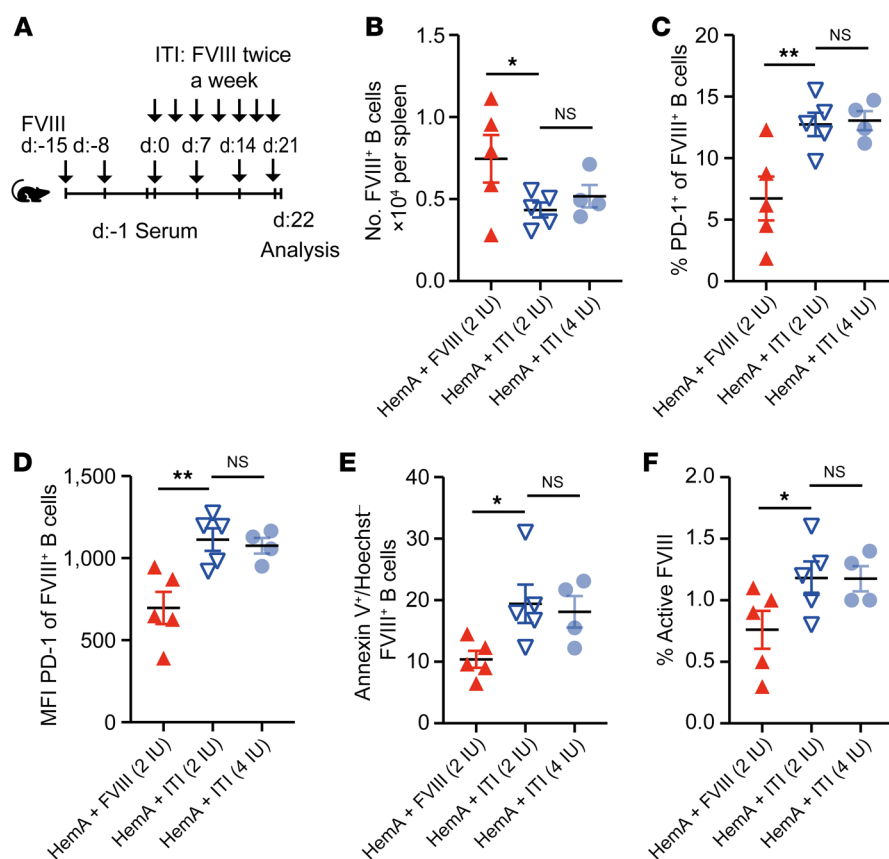 A
ITI: FVIII twice
a week
FVIII
d:-15 d:-8 d:0 d:7 d:14 d:21
d:-1 Serum
d:22
Analysis
B
No. FVIII⁺ B cells
×10⁴ per spleen
1.5
1.0
0.5
0.0
*
NS
HemA + FVIII (2 IU)
HemA + ITI (2 IU)
HemA + ITI (4 IU)
C
% PD-1⁺ of FVIII⁺ B cells
20
15
10
5
0
**
NS
HemA + FVIII (2 IU)
HemA + ITI (2 IU)
HemA + ITI (4 IU)
D
MFI PD-1 of FVIII⁺ B cells
1,500
1,000
500
0
**
NS
HemA + FVIII (2 IU)
HemA + ITI (2 IU)
HemA + ITI (4 IU)
E
Annexin V⁺/Hoechst⁻
FVIII⁺ B cells
40
30
20
10
0
*
NS
HemA + FVIII (2 IU)
HemA + ITI (2 IU)
HemA + ITI (4 IU)
F
% Active FVIII
2.0
1.5
1.0
0.5
0.0
*
NS
HemA + FVIII (2 IU)
HemA + ITI (2 IU)
HemA + ITI (4 IU)